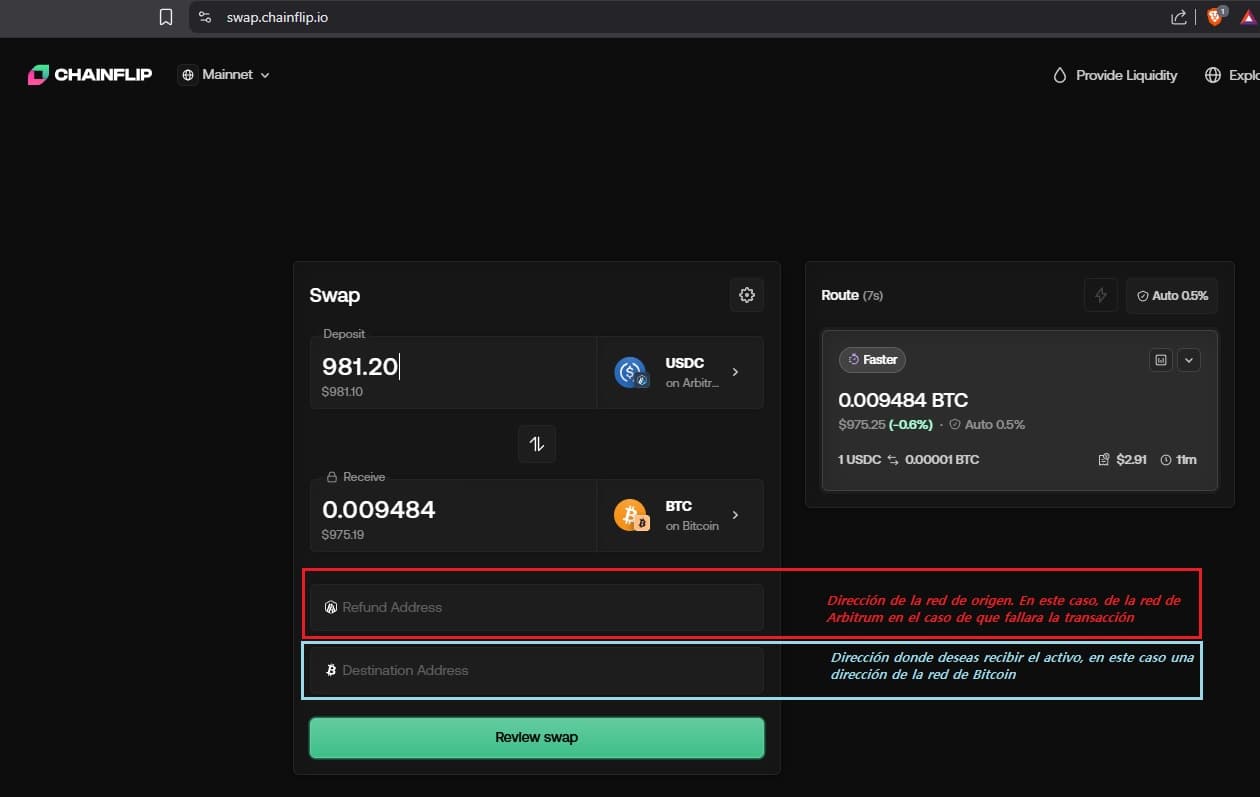 swap.chainflip.io
1
CHAINFLIP
Mainnet
Provide Liquidity
Explo
Swap
Deposit
981.20
$981.10
USDC
on Arbitr...
Receive
0.009484
$975.19
BTC
on Bitcoin
Refund Address
Destination Address
Review swap
Route (7s)
Auto 0.5%
Faster
0.009484 BTC
$975.25 (-0.6%) · Auto 0.5%
1 USDC ⇆ 0.00001 BTC
$2.91
11m
Dirección de la red de origen. En este caso, de la red de
Arbitrum en el caso de que fallara la transacción
Dirección donde deseas recibir el activo, en este caso una
dirección de la red de Bitcoin